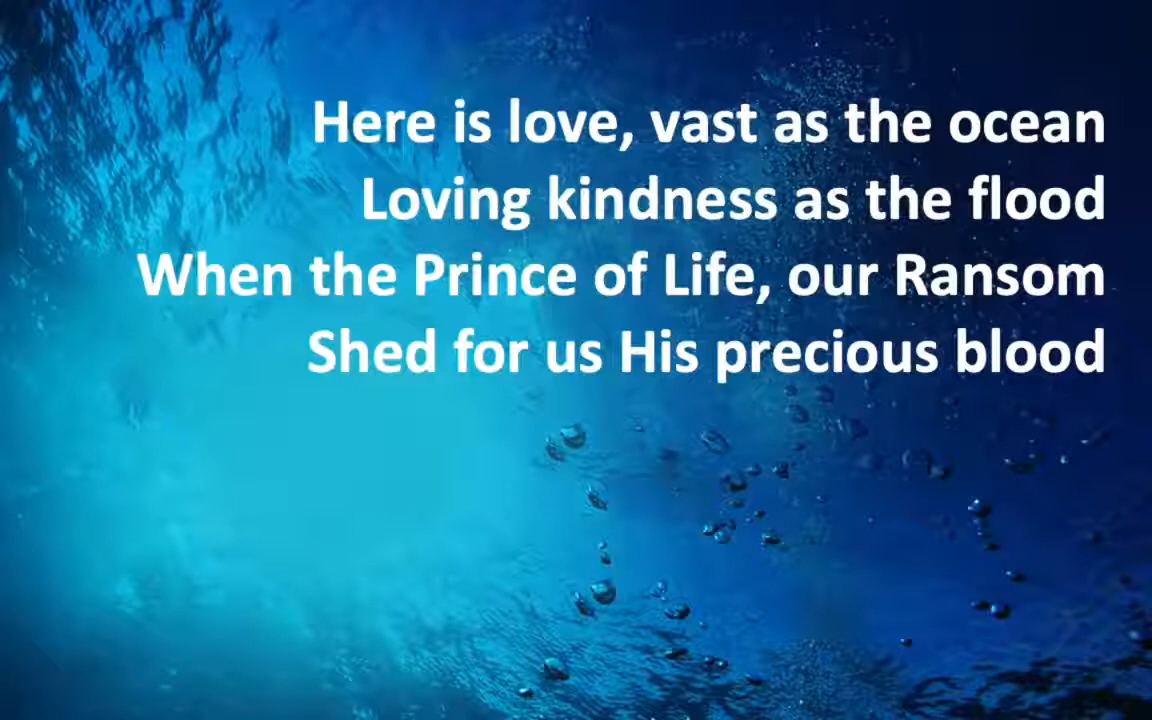 Here is love, vast as the ocean
Loving kindness as the flood
When the Prince of Life, our Ransom
Shed for us His precious blood